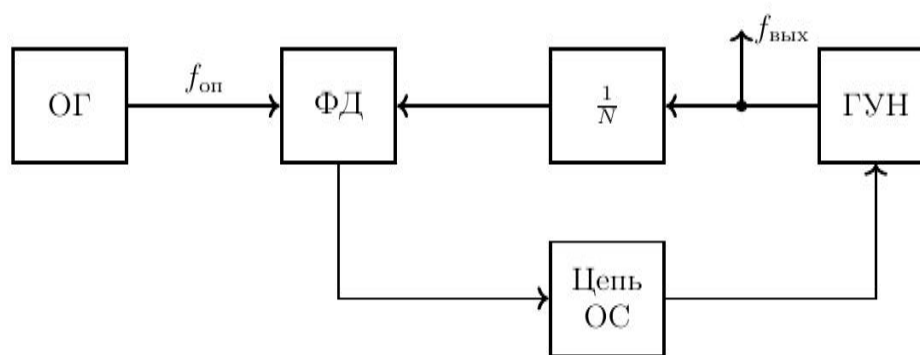 f_вых
ОГ
f_оп
ФД
1/N
ГУН
Цепь
ОС